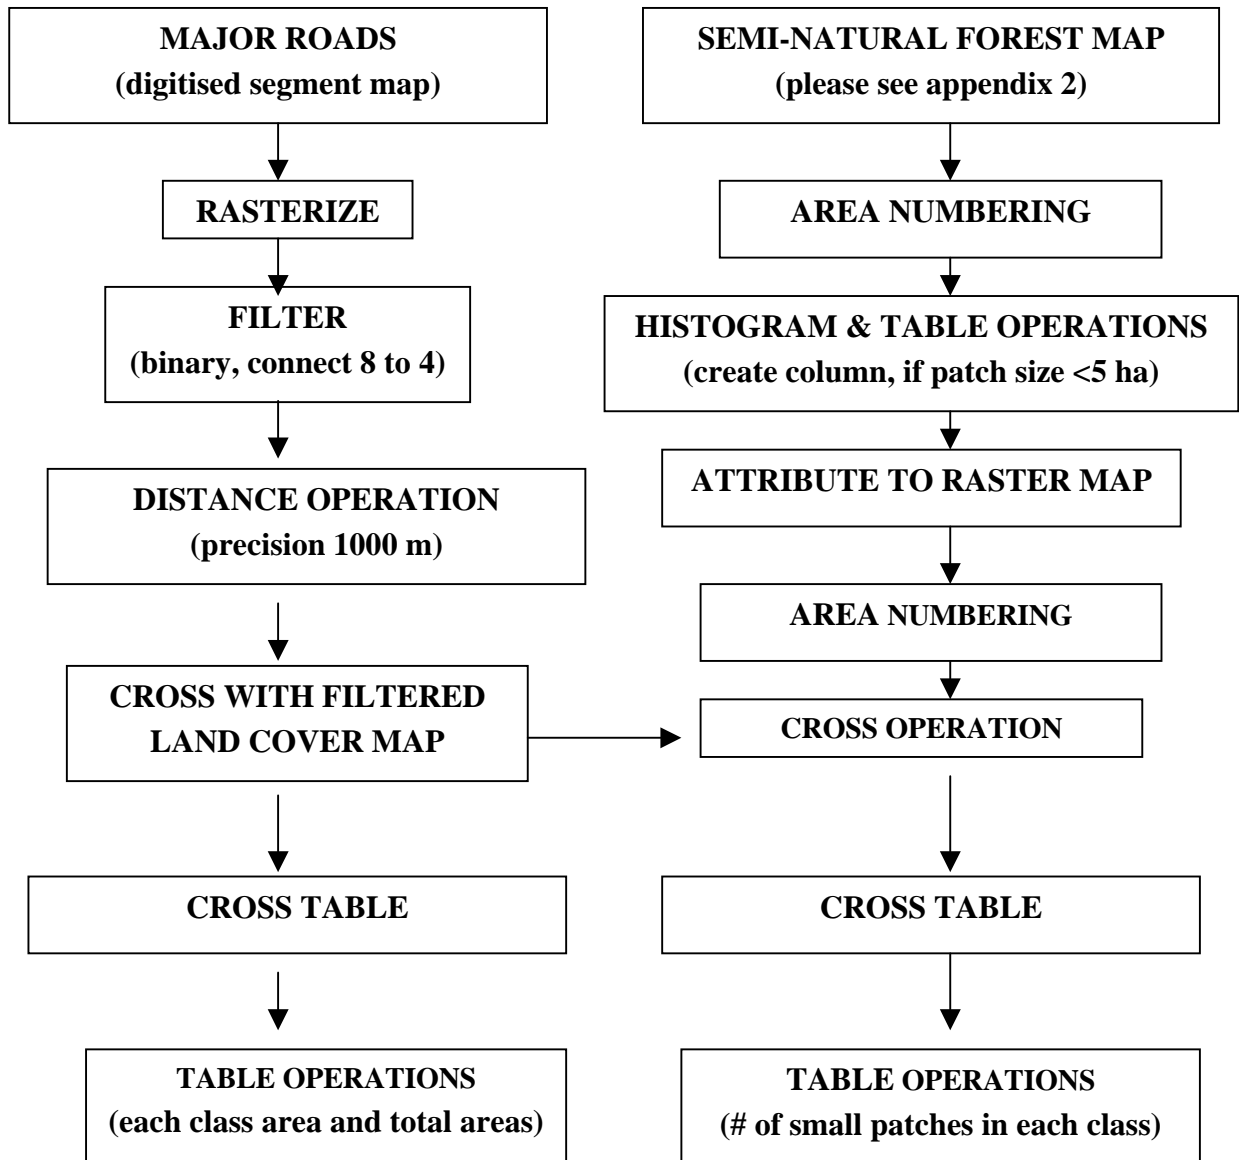 MAJOR ROADS
(digitised segment map)
RASTERIZE
FILTER
(binary, connect 8 to 4)
DISTANCE OPERATION
(precision 1000 m)
CROSS WITH FILTERED
LAND COVER MAP
CROSS TABLE
TABLE OPERATIONS
(each class area and total areas)
SEMI-NATURAL FOREST MAP
(please see appendix 2)
AREA NUMBERING
HISTOGRAM & TABLE OPERATIONS
(create column, if patch size <5 ha)
ATTRIBUTE TO RASTER MAP
AREA NUMBERING
CROSS OPERATION
CROSS TABLE
TABLE OPERATIONS
(# of small patches in each class)